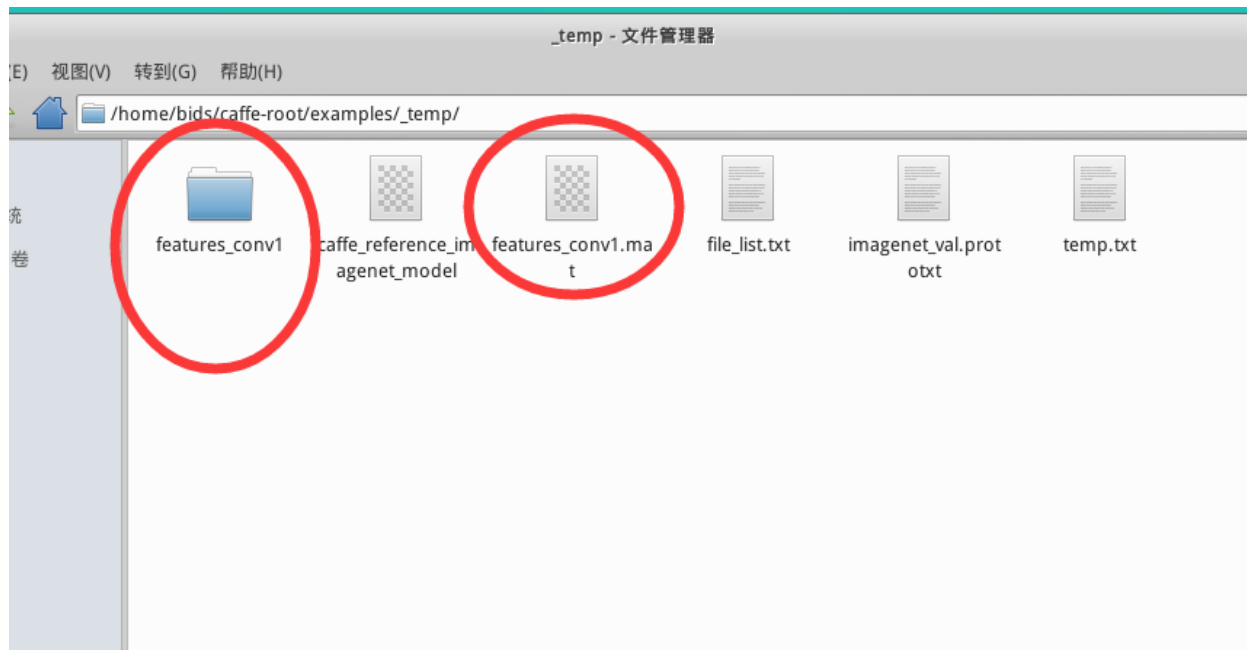 _temp - 文件管理器
(E) 视图(V) 转到(G) 帮助(H)
/home/bids/caffe-root/examples/_temp/
统
卷
features_conv1
caffe_reference_im
agenet_model
features_conv1.ma
t
file_list.txt
imagenet_val.prot
otxt
temp.txt